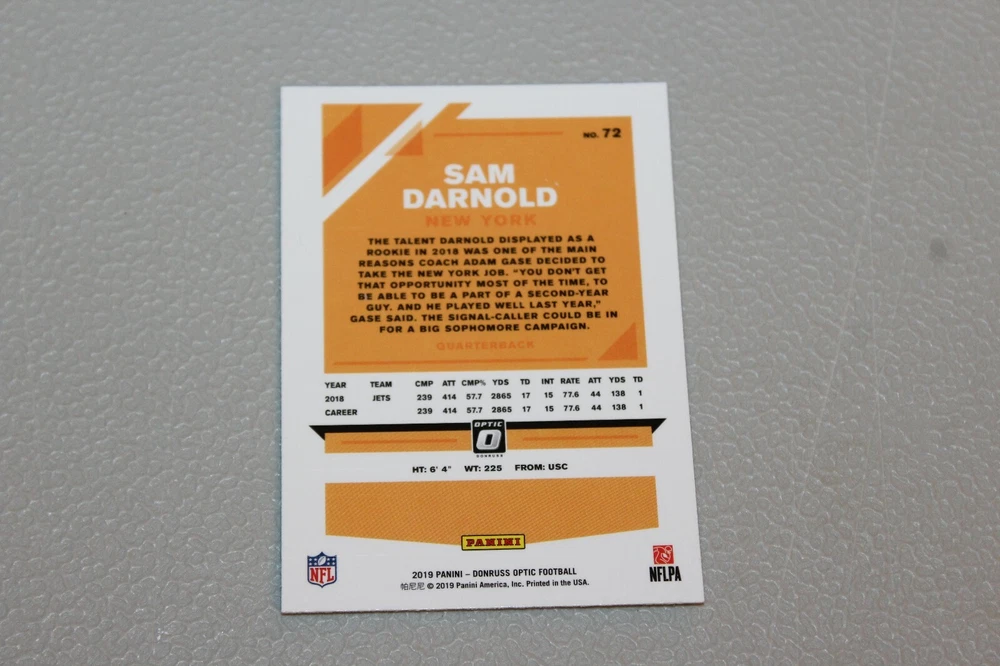 NO. 72
SAM
DARNOLD
NEW YORK
THE TALENT DARNOLD DISPLAYED AS A
ROOKIE IN 2018 WAS ONE OF THE MAIN
REASONS COACH ADAM GASE DECIDED TO
TAKE THE NEW YORK JOB. “YOU DON’T GET
THAT OPPORTUNITY MOST OF THE TIME, TO
BE ABLE TO BE A PART OF A SECOND-YEAR
GUY. AND HE PLAYED WELL LAST YEAR,”
GASE SAID. THE SIGNAL-CALLER COULD BE IN
FOR A BIG SOPHOMORE CAMPAIGN.
QUARTERBACK
YEAR TEAM CMP ATT CMP% YDS TD INT RATE ATT YDS TD
2018 JETS 239 414 57.7 2865 17 15 77.6 44 138 1
CAREER 239 414 57.7 2865 17 15 77.6 44 138 1
OPTIC
O
DONRUSS
HT: 6' 4" WT: 225 FROM: USC
PANINI
NFL
2019 PANINI – DONRUSS OPTIC FOOTBALL
帕尼尼 © 2019 Panini America, Inc. Printed in the USA.
NFLPA